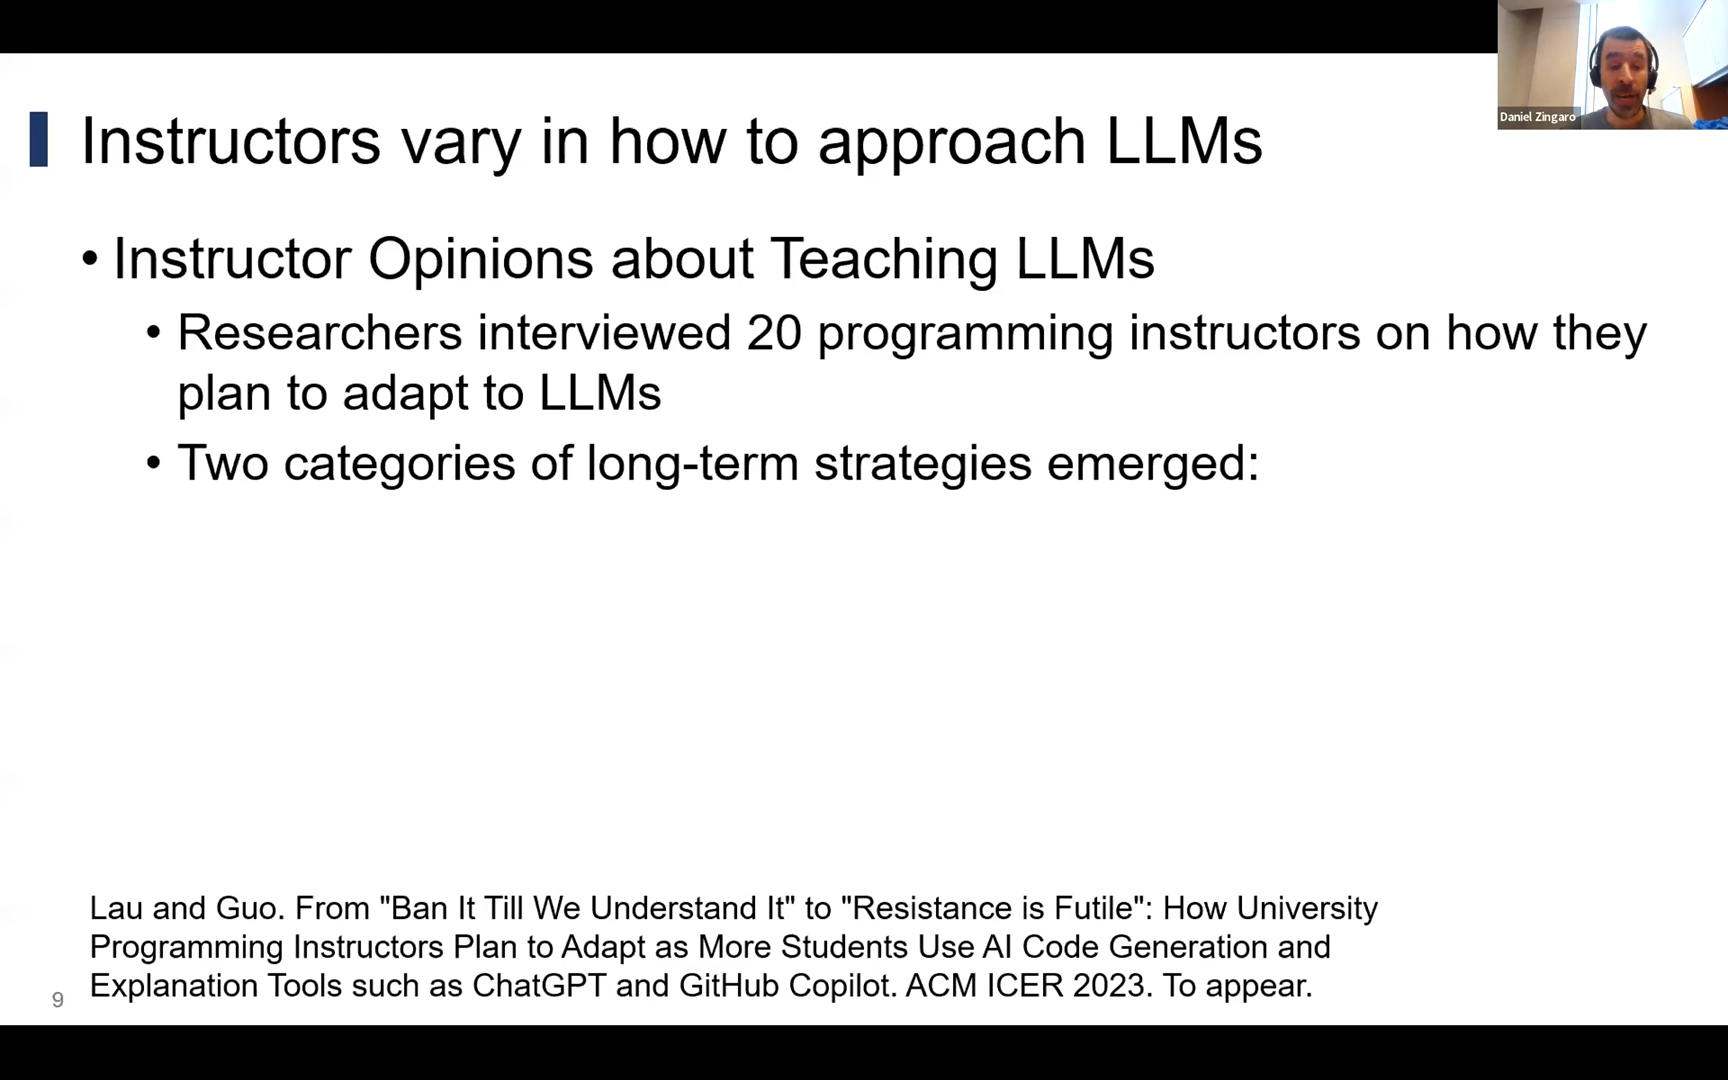 Daniel Zingaro
Instructors vary in how to approach LLMs
• Instructor Opinions about Teaching LLMs
• Researchers interviewed 20 programming instructors on how they
plan to adapt to LLMs
• Two categories of long-term strategies emerged:
Lau and Guo. From "Ban It Till We Understand It" to "Resistance is Futile": How University
Programming Instructors Plan to Adapt as More Students Use AI Code Generation and
Explanation Tools such as ChatGPT and GitHub Copilot. ACM ICER 2023. To appear.
9